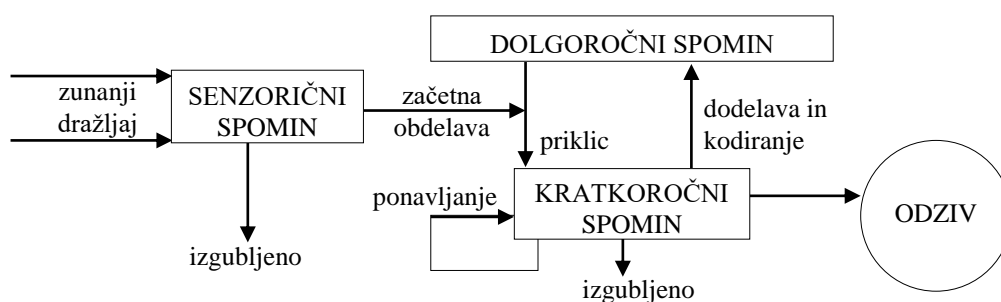 DOLGOROČNI SPOMIN
zunanji
dražljaj
SENZORIČNI
SPOMIN
začetna
obdelava
priklic
dodelava in
kodiranje
ponavljanje
KRATKOROČNI
SPOMIN
ODZIV
izgubljeno
izgubljeno